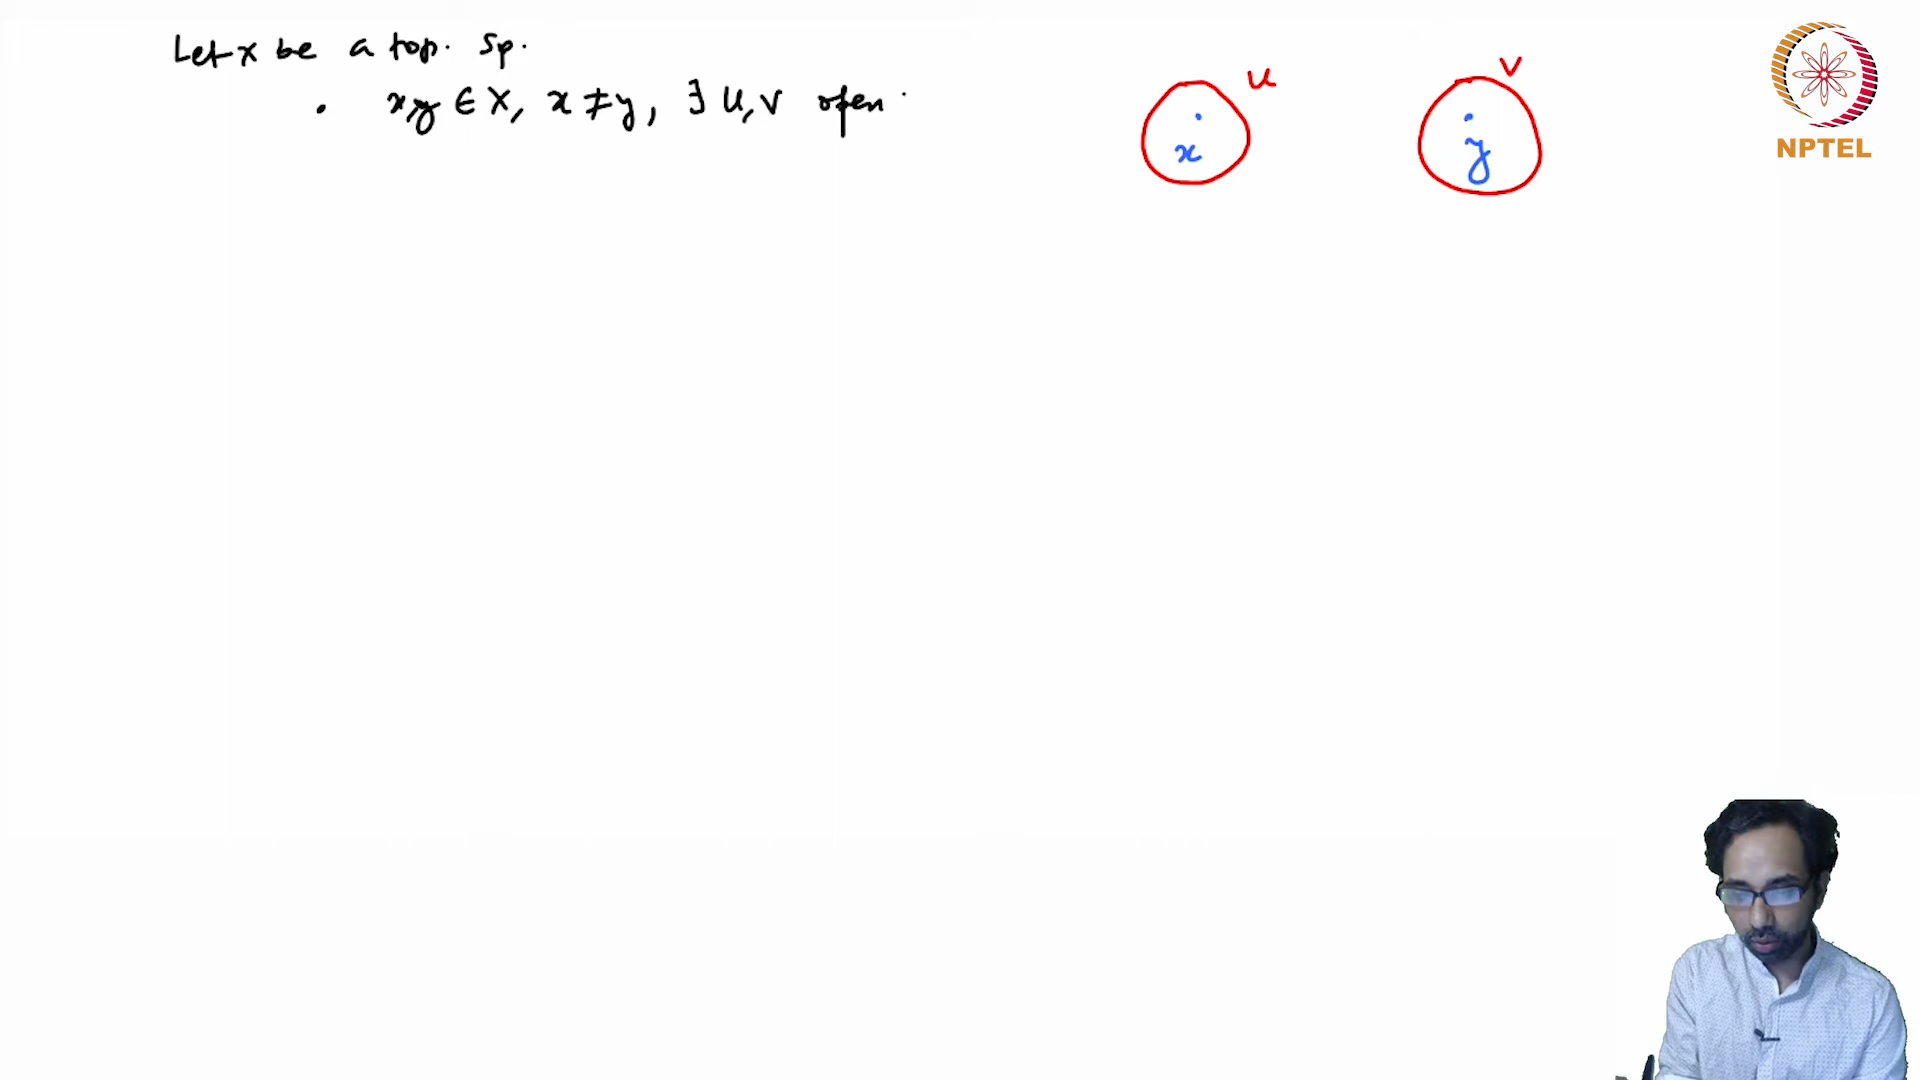 Let X be a top. Sp.
• x,y ∈ X, x ≠ y, ∃ U,V open.
U
V
x
y
NPTEL